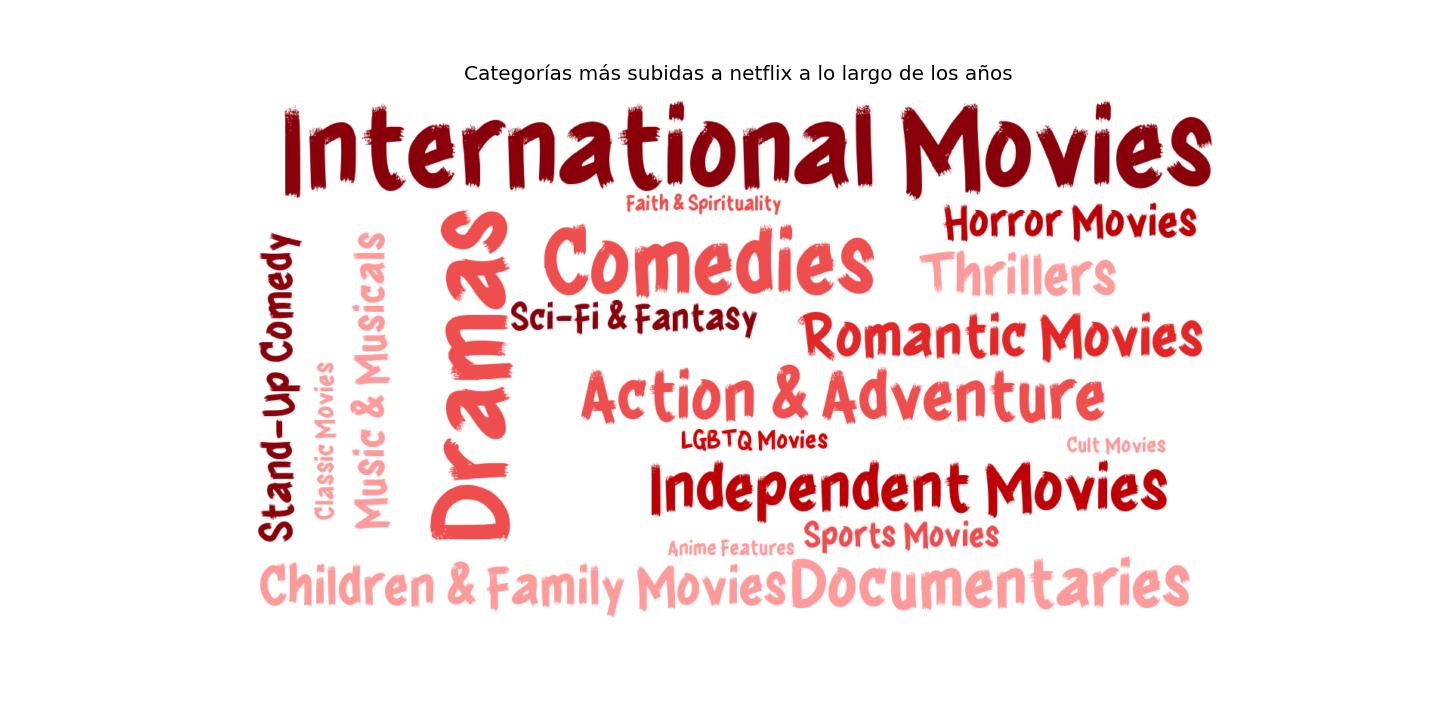 Categorías más subidas a netflix a lo largo de los años
International Movies
Faith & Spirituality
Horror Movies
Stand-Up Comedy
Classic Movies
Music & Musicals
Dramas
Comedies
Thrillers
Sci-Fi & Fantasy
Romantic Movies
Action & Adventure
LGBTQ Movies
Cult Movies
Independent Movies
Sports Movies
Anime Features
Children & Family Movies
Documentaries